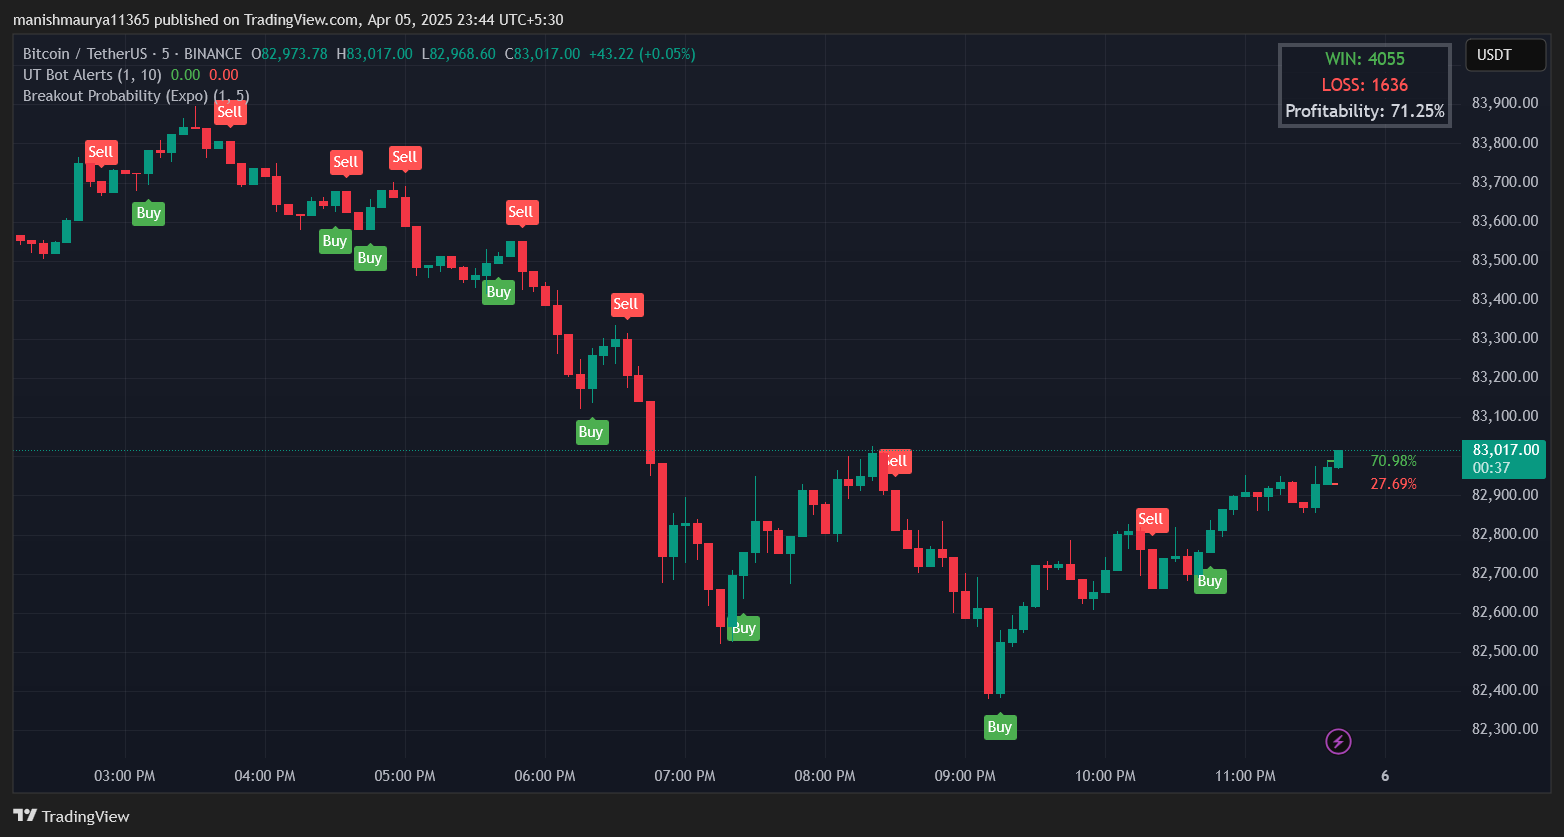 manishmaurya11365 published on TradingView.com, Apr 05, 2025 23:44 UTC+5:30
Bitcoin / TetherUS · 5 · BINANCE O82,973.78 H83,017.00 L82,968.60 C83,017.00 +43.22 (+0.05%)
UT Bot Alerts (1, 10) 0.00 0.00
Breakout Probability (Expo) (1, 5)
WIN: 4055
LOSS: 1636
Profitability: 71.25%
USDT
Sell
Sell
Buy
Sell
Sell
Buy
Buy
Sell
Buy
Sell
Buy
Buy
Sell
Buy
Sell
Buy
70.98%
27.69%
83,900.00
83,800.00
83,700.00
83,600.00
83,500.00
83,400.00
83,300.00
83,200.00
83,100.00
83,017.00
00:37
82,900.00
82,800.00
82,700.00
82,600.00
82,500.00
82,400.00
82,300.00
03:00 PM 04:00 PM 05:00 PM 06:00 PM 07:00 PM 08:00 PM 09:00 PM 10:00 PM 11:00 PM 6
TradingView